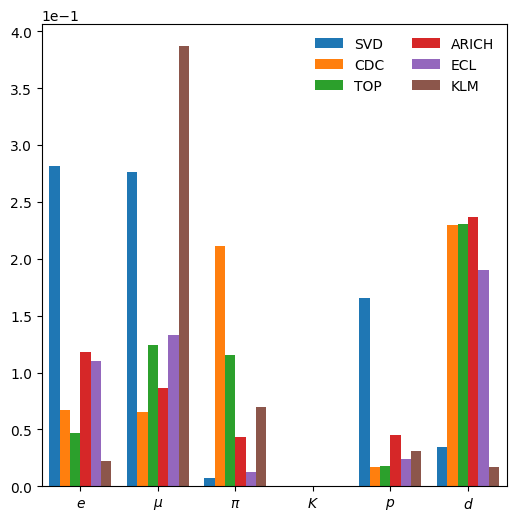 1e−1
4.0
3.5
3.0
2.5
2.0
1.5
1.0
0.5
0.0
SVD ARICH
CDC ECL
TOP KLM
e μ π K p d